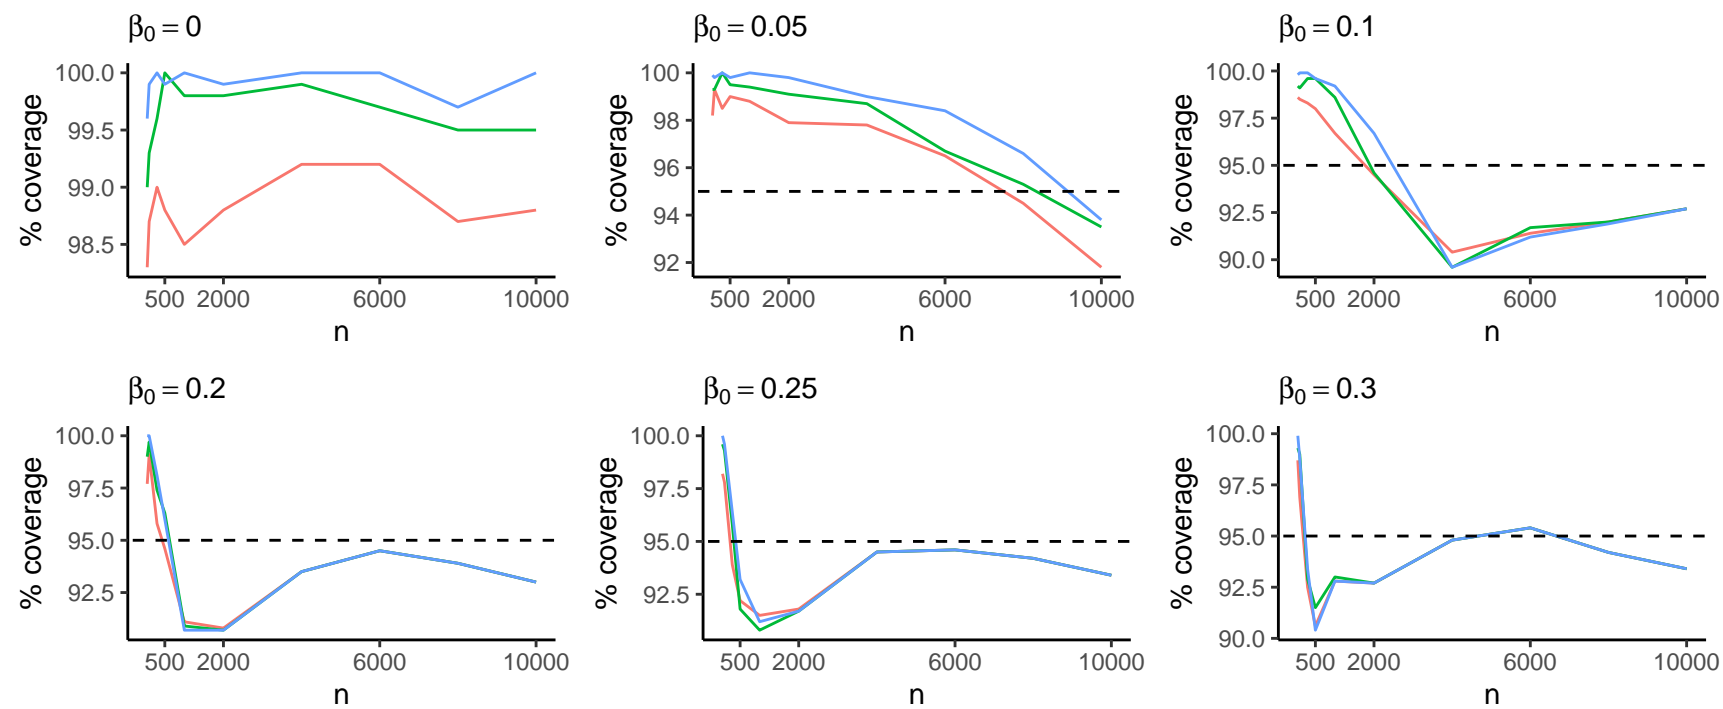 β0 = 0
100.0
99.5
99.0
98.5
% coverage
500 2000 6000 10000
n
β0 = 0.05
100
98
96
94
92
% coverage
500 2000 6000 10000
n
β0 = 0.1
100.0
97.5
95.0
92.5
90.0
% coverage
500 2000 6000 10000
n
β0 = 0.2
100.0
97.5
95.0
92.5
% coverage
500 2000 6000 10000
n
β0 = 0.25
100.0
97.5
95.0
92.5
% coverage
500 2000 6000 10000
n
β0 = 0.3
100.0
97.5
95.0
92.5
90.0
% coverage
500 2000 6000 10000
n